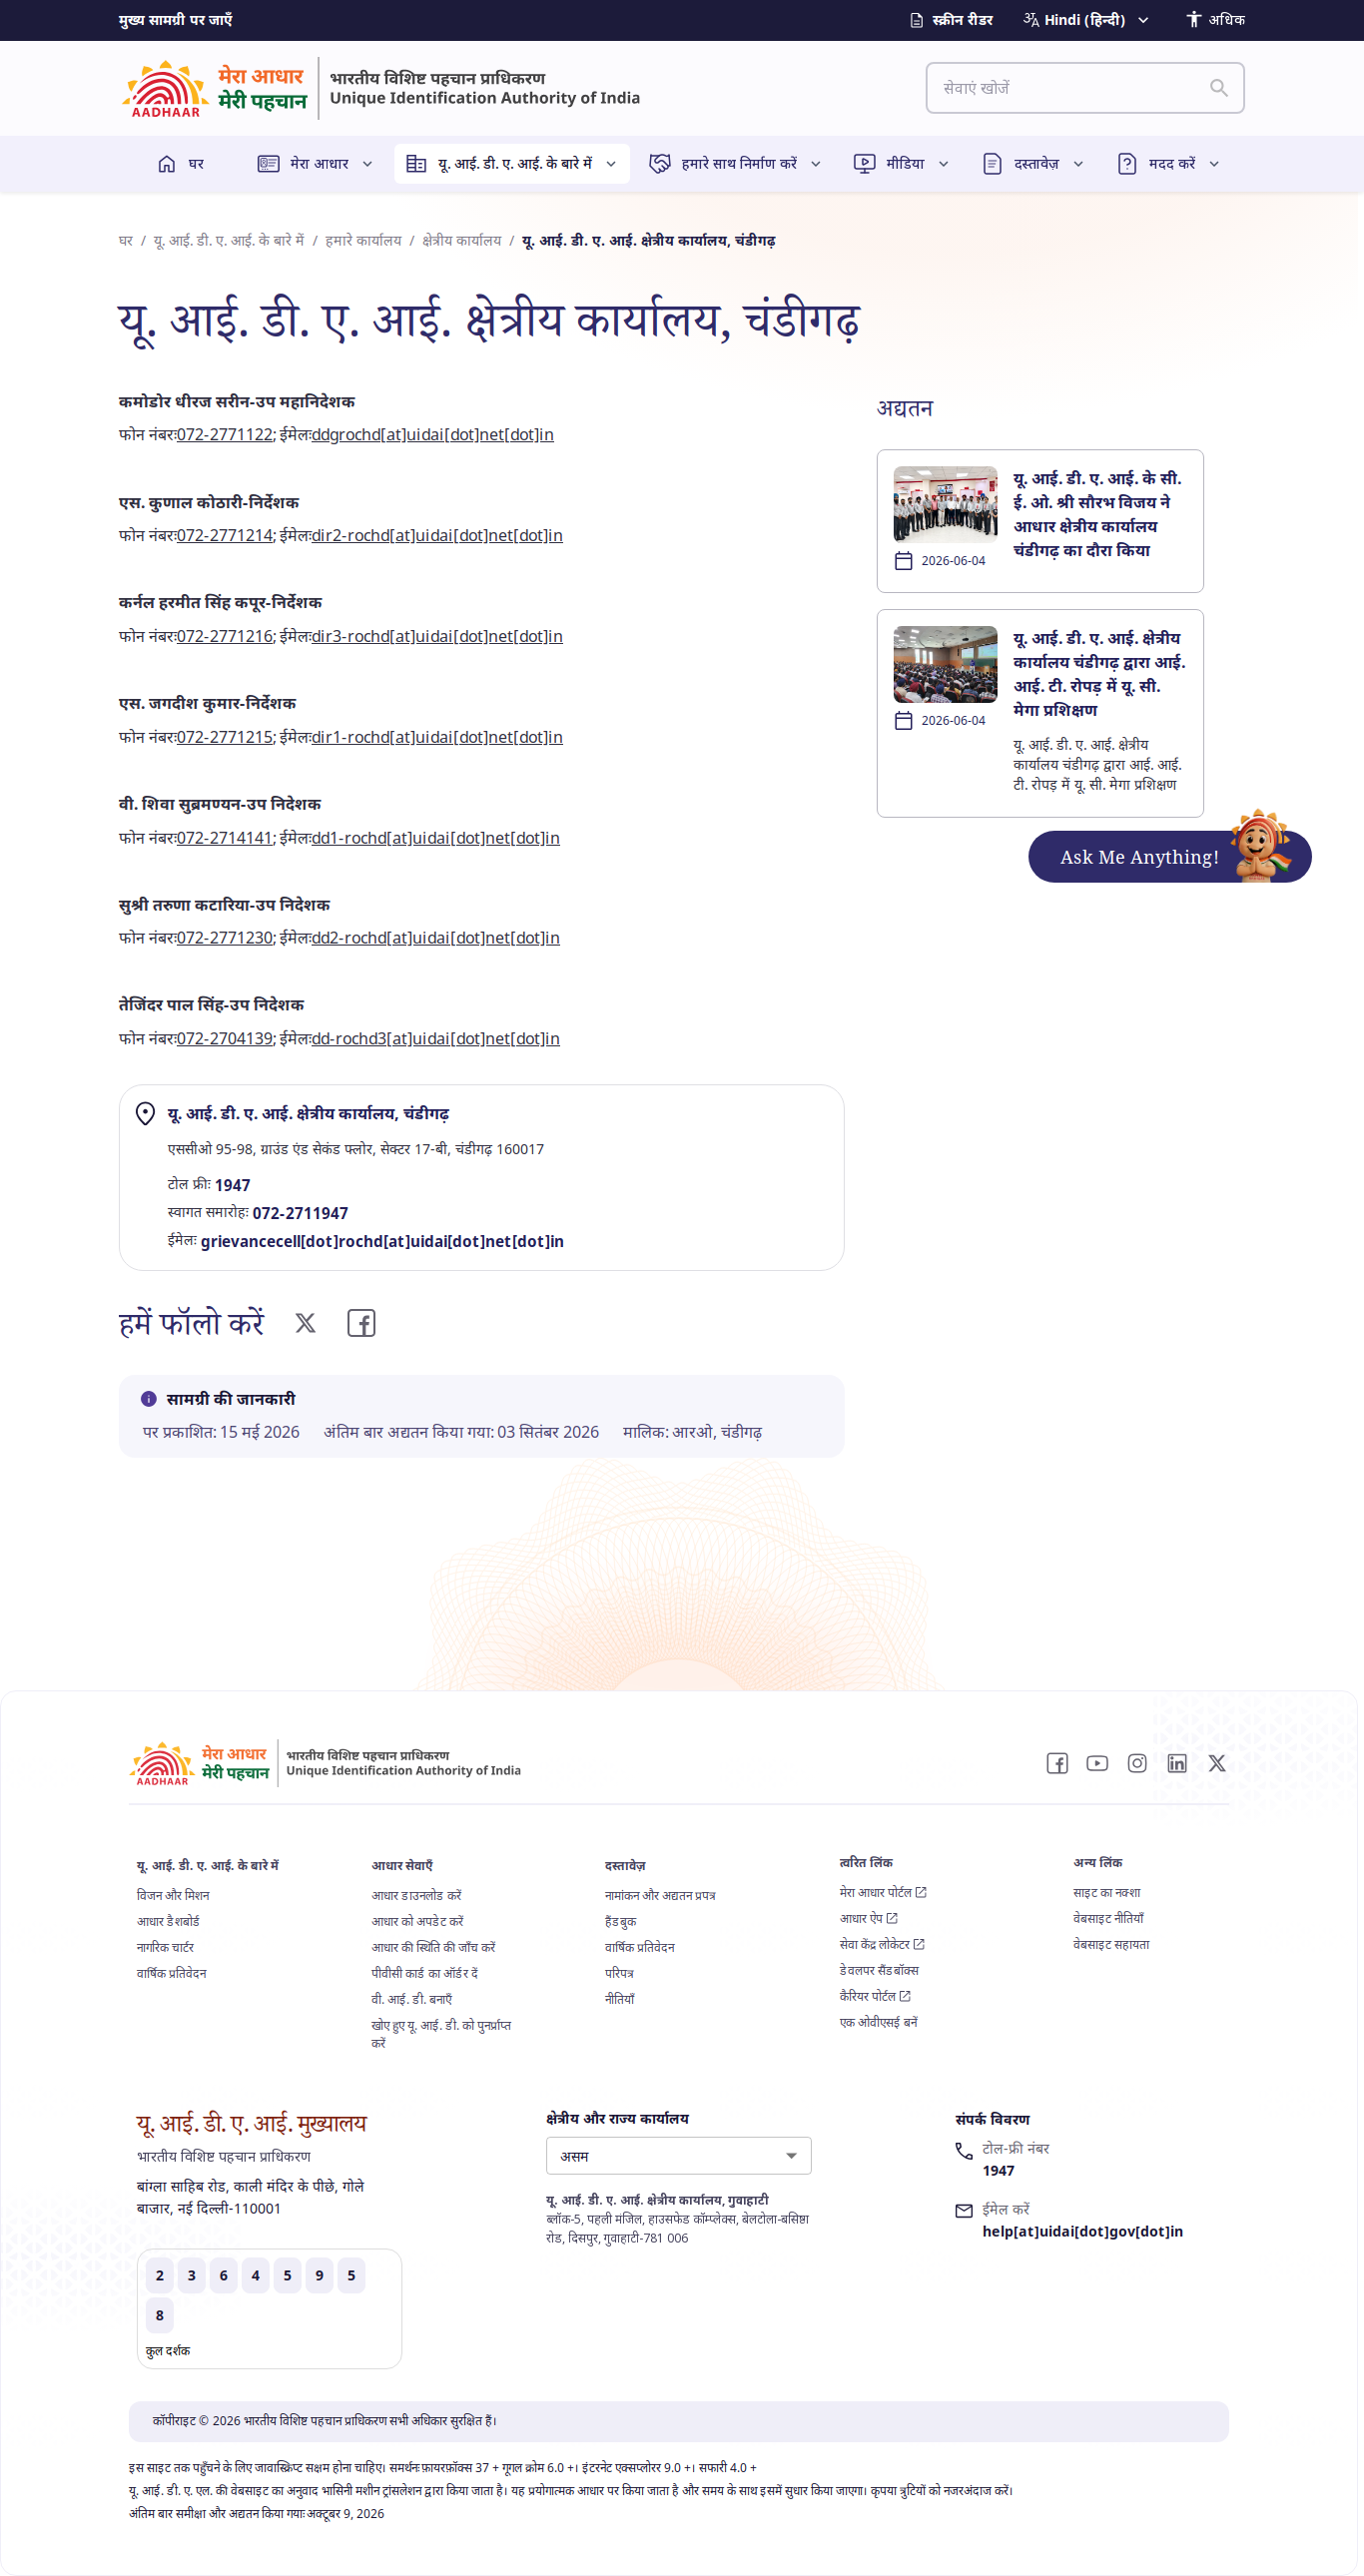 मुख्य सामग्री पर जाएँ
स्क्रीन रीडर
Hindi (हिन्दी)
अधिक
मेरा आधार
मेरी पहचान
AADHAAR
भारतीय विशिष्ट पहचान प्राधिकरण
Unique Identification Authority of India
सेवाएं खोजें
घर
मेरा आधार
यू. आई. डी. ए. आई. के बारे में
हमारे साथ निर्माण करें
मीडिया
दस्तावेज़
मदद करें
घर / यू. आई. डी. ए. आई. के बारे में / हमारे कार्यालय / क्षेत्रीय कार्यालय / यू. आई. डी. ए. आई. क्षेत्रीय कार्यालय, चंडीगढ़
यू. आई. डी. ए. आई. क्षेत्रीय कार्यालय, चंडीगढ़
कमोडोर धीरज सरीन-उप महानिदेशक
फोन नंबरः072-2771122; ईमेलःddgrochd[at]uidai[dot]net[dot]in
एस. कुणाल कोठारी-निर्देशक
फोन नंबरः072-2771214; ईमेलःdir2-rochd[at]uidai[dot]net[dot]in
कर्नल हरमीत सिंह कपूर-निर्देशक
फोन नंबरः072-2771216; ईमेलःdir3-rochd[at]uidai[dot]net[dot]in
एस. जगदीश कुमार-निर्देशक
फोन नंबरः072-2771215; ईमेलःdir1-rochd[at]uidai[dot]net[dot]in
वी. शिवा सुब्रमण्यन-उप निदेशक
फोन नंबरः072-2714141; ईमेलःdd1-rochd[at]uidai[dot]net[dot]in
सुश्री तरुणा कटारिया-उप निदेशक
फोन नंबरः072-2771230; ईमेलःdd2-rochd[at]uidai[dot]net[dot]in
तेजिंदर पाल सिंह-उप निदेशक
फोन नंबरः072-2704139; ईमेलःdd-rochd3[at]uidai[dot]net[dot]in
अद्यतन
यू. आई. डी. ए. आई. के सी.
ई. ओ. श्री सौरभ विजय ने
आधार क्षेत्रीय कार्यालय
चंडीगढ़ का दौरा किया
2026-06-04
यू. आई. डी. ए. आई. क्षेत्रीय
कार्यालय चंडीगढ़ द्वारा आई.
आई. टी. रोपड़ में यू. सी.
मेगा प्रशिक्षण
2026-06-04
यू. आई. डी. ए. आई. क्षेत्रीय
कार्यालय चंडीगढ़ द्वारा आई. आई.
टी. रोपड़ में यू. सी. मेगा प्रशिक्षण
Ask Me Anything!
यू. आई. डी. ए. आई. क्षेत्रीय कार्यालय, चंडीगढ़
एससीओ 95-98, ग्राउंड एंड सेकंड फ्लोर, सेक्टर 17-बी, चंडीगढ़ 160017
टोल फ्रीः 1947
स्वागत समारोहः 072-2711947
ईमेलः grievancecell[dot]rochd[at]uidai[dot]net[dot]in
हमें फॉलो करें
सामग्री की जानकारी
पर प्रकाशित: 15 मई 2026 अंतिम बार अद्यतन किया गया: 03 सितंबर 2026 मालिक: आरओ, चंडीगढ़
मेरा आधार
मेरी पहचान
AADHAAR
भारतीय विशिष्ट पहचान प्राधिकरण
Unique Identification Authority of India
यू. आई. डी. ए. आई. के बारे में
विजन और मिशन
आधार डैशबोर्ड
नागरिक चार्टर
वार्षिक प्रतिवेदन
आधार सेवाएँ
आधार डाउनलोड करें
आधार को अपडेट करें
आधार की स्थिति की जाँच करें
पीवीसी कार्ड का ऑर्डर दें
वी. आई. डी. बनाएँ
खोए हुए यू. आई. डी. को पुनर्प्राप्त
करें
दस्तावेज़
नामांकन और अद्यतन प्रपत्र
हैंडबुक
वार्षिक प्रतिवेदन
परिपत्र
नीतियाँ
त्वरित लिंक
मेरा आधार पोर्टल
आधार ऐप
सेवा केंद्र लोकेटर
डेवलपर सैंडबॉक्स
कैरियर पोर्टल
एक ओवीएसई बनें
अन्य लिंक
साइट का नक्शा
वेबसाइट नीतियाँ
वेबसाइट सहायता
यू. आई. डी. ए. आई. मुख्यालय
भारतीय विशिष्ट पहचान प्राधिकरण
बांग्ला साहिब रोड, काली मंदिर के पीछे, गोले
बाजार, नई दिल्ली-110001
2 3 6 4 5 9 5
8
कुल दर्शक
क्षेत्रीय और राज्य कार्यालय
असम
यू. आई. डी. ए. आई. क्षेत्रीय कार्यालय, गुवाहाटी
ब्लॉक-5, पहली मंजिल, हाउसफेड कॉम्प्लेक्स, बेलटोला-बसिष्ठा
रोड, दिसपुर, गुवाहाटी-781 006
संपर्क विवरण
टोल-फ्री नंबर
1947
ईमेल करें
help[at]uidai[dot]gov[dot]in
कॉपीराइट © 2026 भारतीय विशिष्ट पहचान प्राधिकरण सभी अधिकार सुरक्षित हैं।
इस साइट तक पहुँचने के लिए जावास्क्रिप्ट सक्षम होना चाहिए। समर्थनः फ़ायरफ़ॉक्स 37 + गूगल क्रोम 6.0 +। इंटरनेट एक्सप्लोरर 9.0 +। सफारी 4.0 +
यू. आई. डी. ए. एल. की वेबसाइट का अनुवाद भासिनी मशीन ट्रांसलेशन द्वारा किया जाता है। यह प्रयोगात्मक आधार पर किया जाता है और समय के साथ इसमें सुधार किया जाएगा। कृपया त्रुटियों को नजरअंदाज करें।
अंतिम बार समीक्षा और अद्यतन किया गयाः अक्टूबर 9, 2026